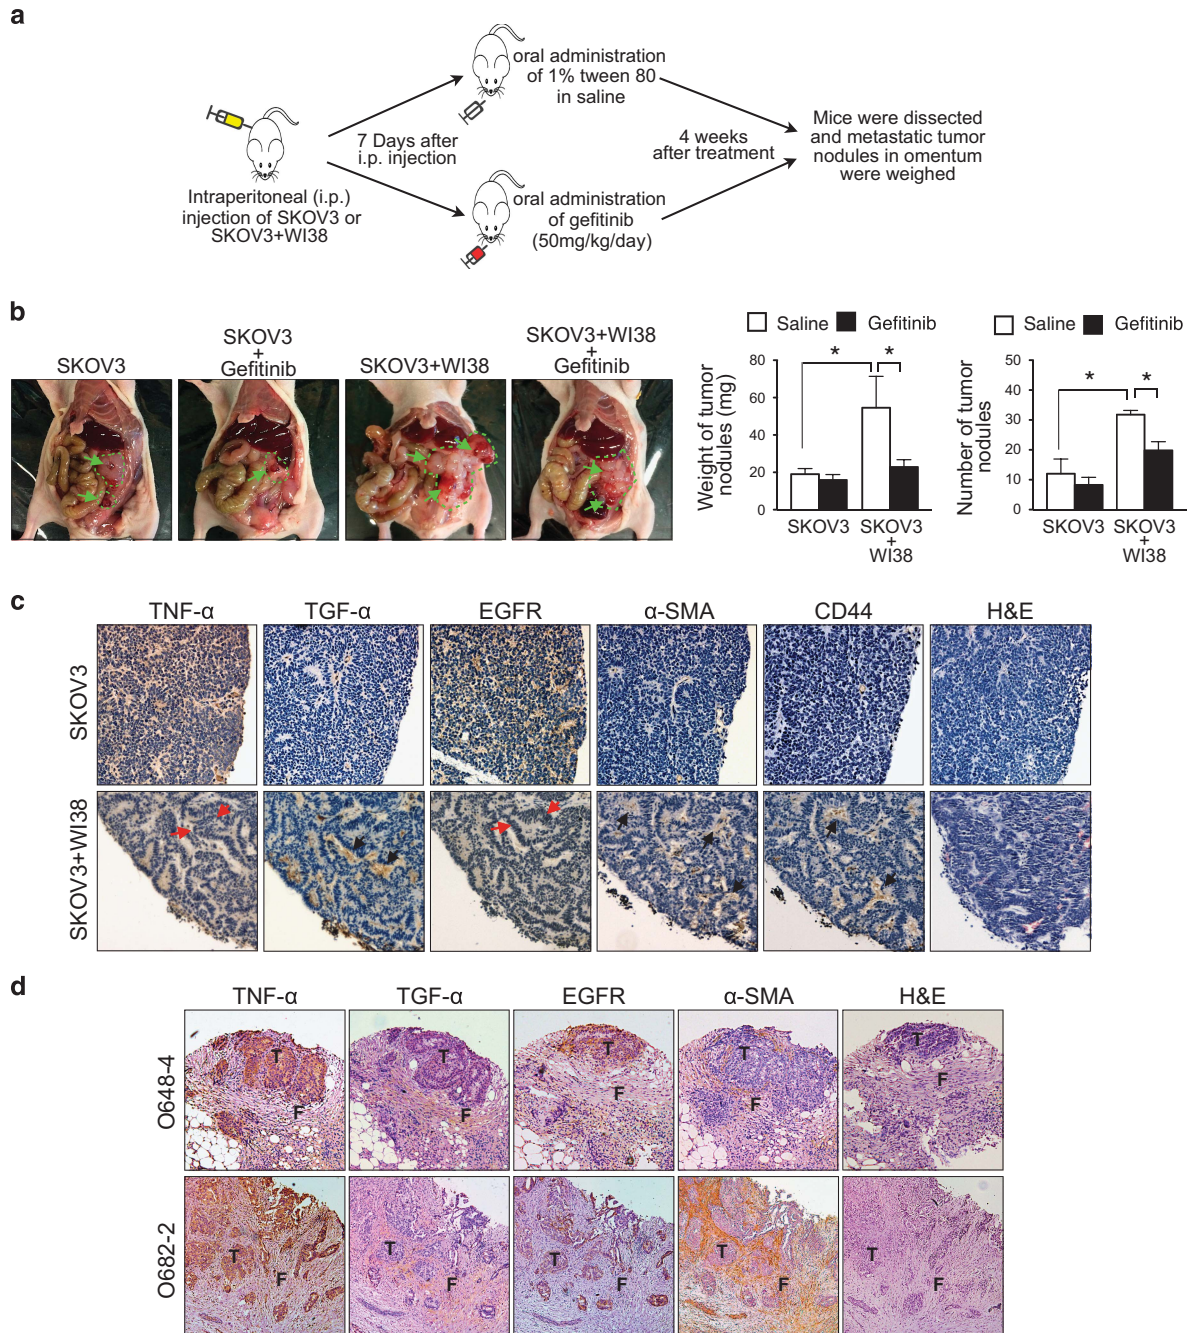 a
oral administration
of 1% tween 80
in saline
7 Days after
i.p. injection
4 weeks
after treatment
Mice were dissected
and metastatic tumor
nodules in omentum
were weighed
Intraperitoneal (i.p.)
injection of SKOV3 or
SKOV3+WI38
oral administration
of gefitinib
(50mg/kg/day)
b
SKOV3
SKOV3
+
Gefitinib
SKOV3+WI38
SKOV3+WI38
+
Gefitinib
Saline Gefitinib
Weight of tumor
nodules (mg)
80
60
40
20
0
* *
SKOV3 SKOV3
+
WI38
Saline Gefitinib
Number of tumor
nodules
50
40
30
20
10
0
* *
SKOV3 SKOV3
+
WI38
c
TNF-α TGF-α EGFR α-SMA CD44 H&E
SKOV3
SKOV3+WI38
d
TNF-α TGF-α EGFR α-SMA H&E
O648-4
T T T T T
F F F F F
O682-2
T T T T T
F F F F F